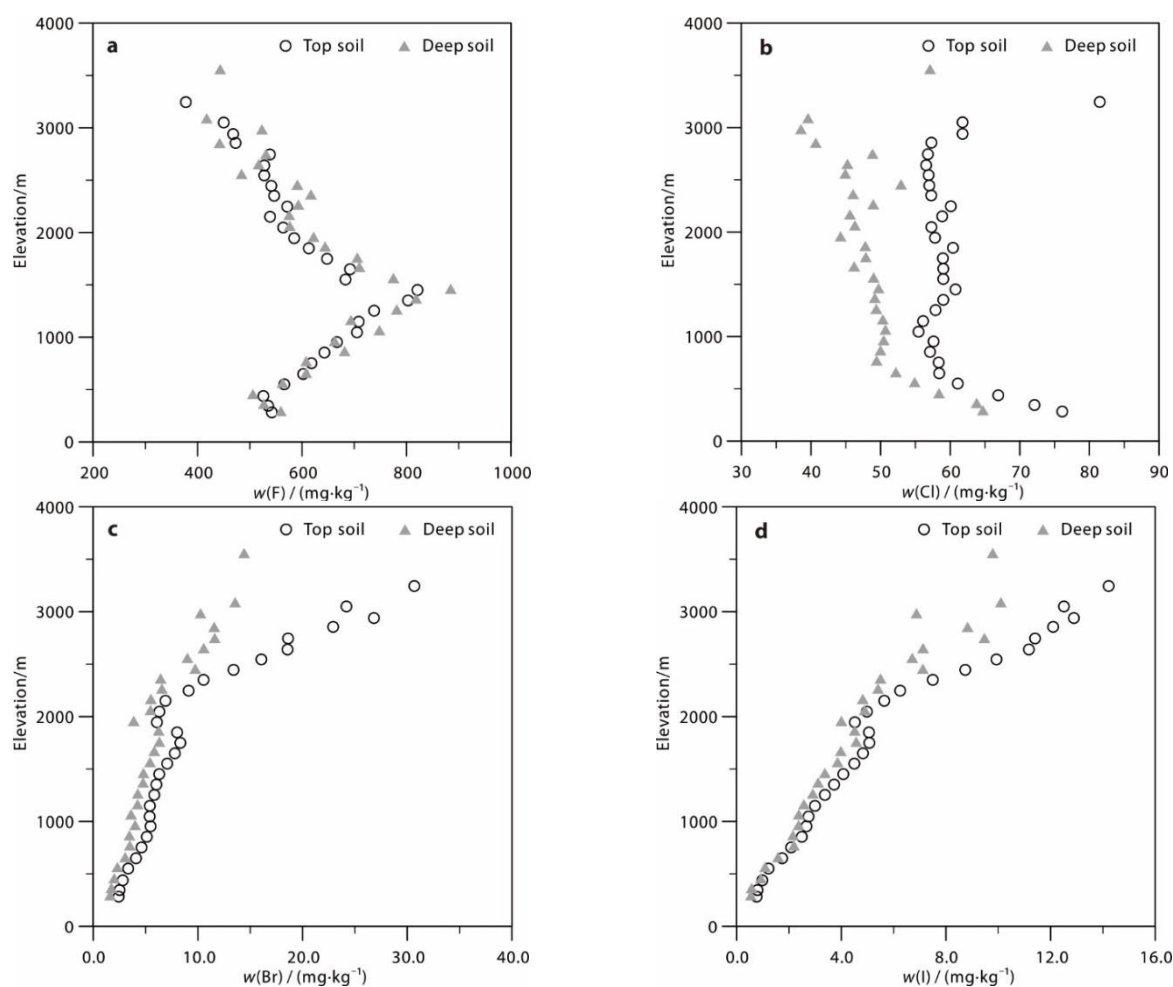 a
Top soil
Deep soil
Elevation/m
4000
3000
2000
1000
0
200
400
600
800
1000
w(F) / (mg·kg⁻¹)
b
Top soil
Deep soil
Elevation/m
4000
3000
2000
1000
0
30
40
50
60
70
80
90
w(Cl) / (mg·kg⁻¹)
c
Top soil
Deep soil
Elevation/m
4000
3000
2000
1000
0
0.0
10.0
20.0
30.0
40.0
w(Br) / (mg·kg⁻¹)
d
Top soil
Deep soil
Elevation/m
4000
3000
2000
1000
0
0.0
4.0
8.0
12.0
16.0
w(I) / (mg·kg⁻¹)